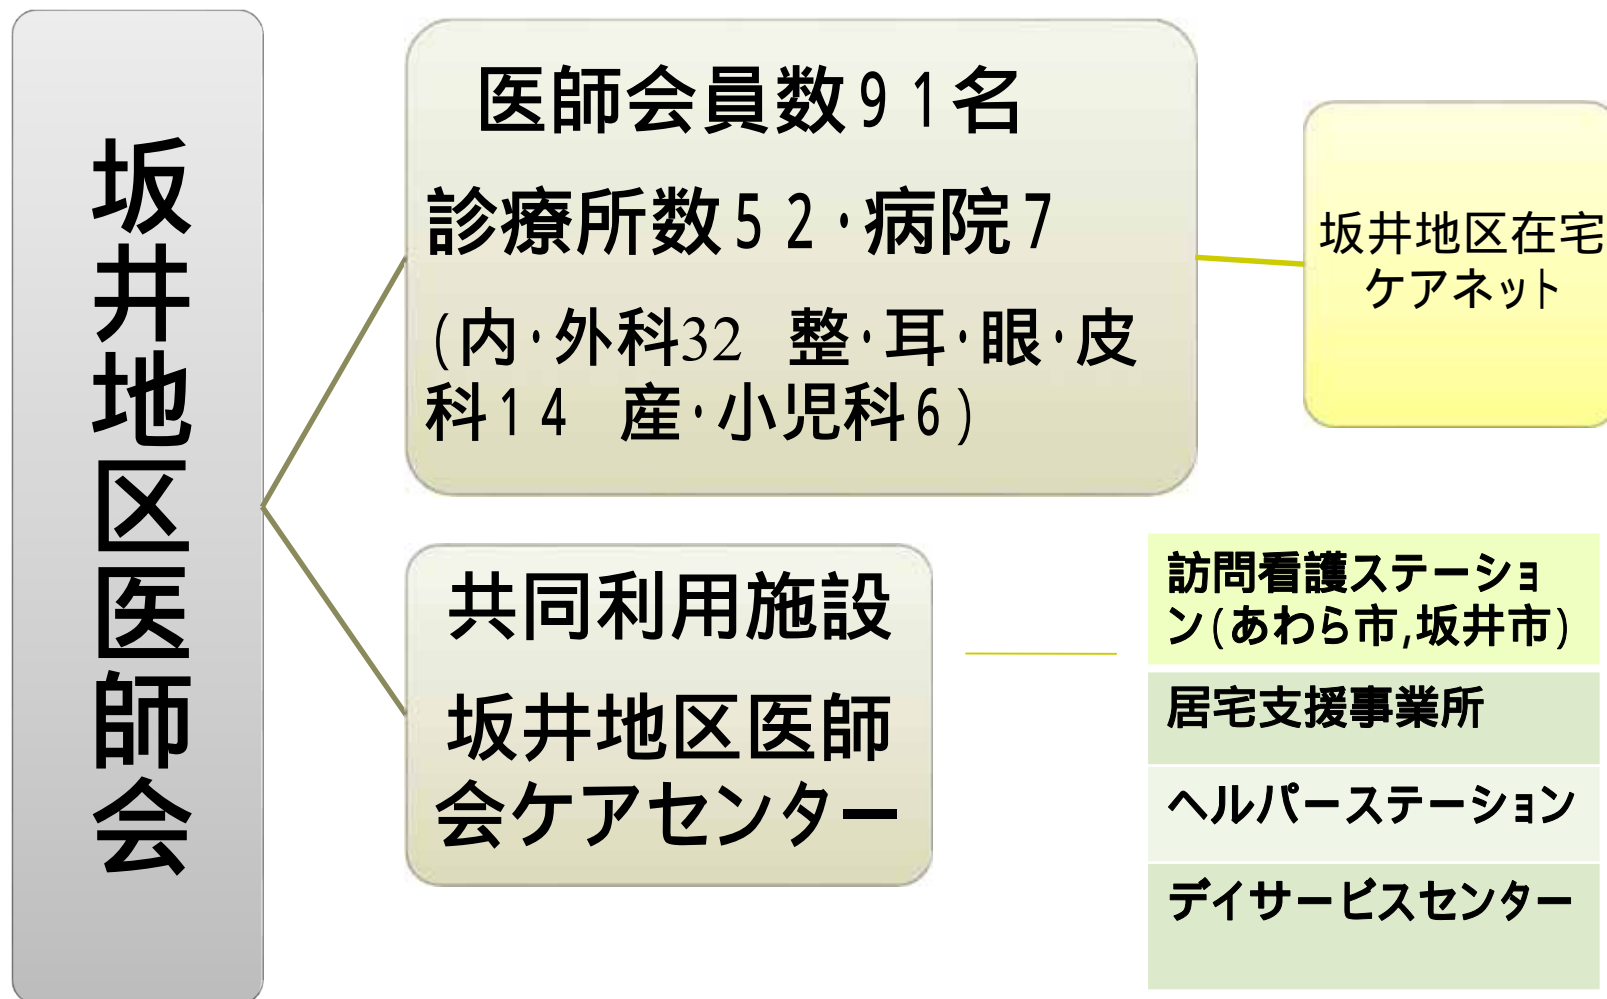 坂井地区医師会
医師会員数91名
診療所数52・病院7
(内・外科32 整・耳・眼・皮
科14 産・小児科6)
坂井地区在宅
ケアネット
共同利用施設
坂井地区医師
会ケアセンター
訪問看護ステーショ
ン(あわら市,坂井市)
居宅支援事業所
ヘルパーステーション
デイサービスセンター